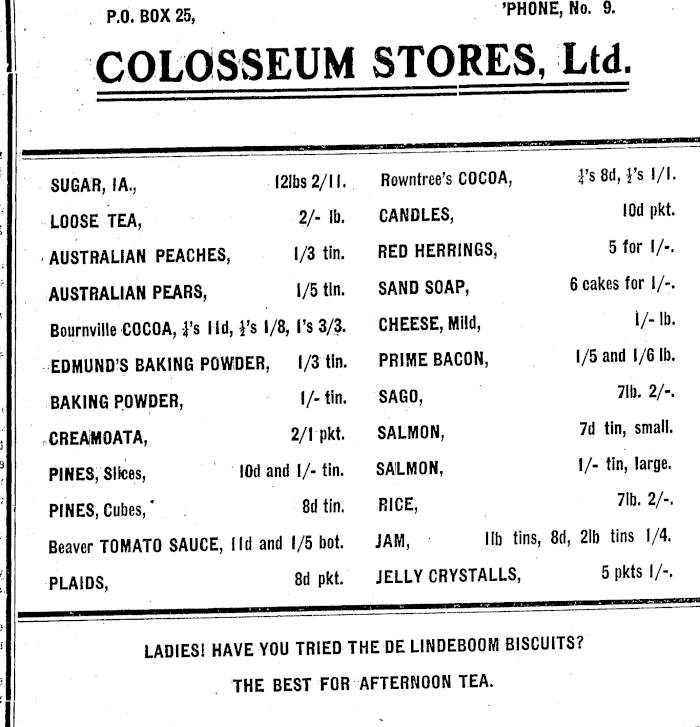 P.O. BOX 25, 'PHONE, No. 9.
COLOSSEUM STORES, Ltd.
SUGAR, 1A., 12lbs 2/11.
LOOSE TEA, 2/- lb.
AUSTRALIAN PEACHES, 1/3 tin.
AUSTRALIAN PEARS, 1/5 tin.
Bournville COCOA, ¼'s 11d, ½'s 1/8, 1's 3/3.
EDMUND'S BAKING POWDER, 1/3 tin.
BAKING POWDER, 1/- tin.
CREAMOATA, 2/1 pkt.
PINES, Slices, 10d and 1/- tin.
PINES, Cubes, 8d tin.
Beaver TOMATO SAUCE, 11d and 1/5 bot.
PLAIDS, 8d pkt.
Rowntree's COCOA, ¼'s 8d, ½'s 1/1.
CANDLES, 10d pkt.
RED HERRINGS, 5 for 1/-.
SAND SOAP, 6 cakes for 1/-.
CHEESE, Mild, 1/- lb.
PRIME BACON, 1/5 and 1/6 lb.
SAGO, 7lb. 2/-.
SALMON, 7d tin, small.
SALMON, 1/- tin, large.
RICE, 7lb. 2/-.
JAM, 1lb tins, 8d, 2lb tins 1/4.
JELLY CRYSTALLS, 5 pkts 1/-.
LADIES! HAVE YOU TRIED THE DE LINDEBOOM BISCUITS?
THE BEST FOR AFTERNOON TEA.